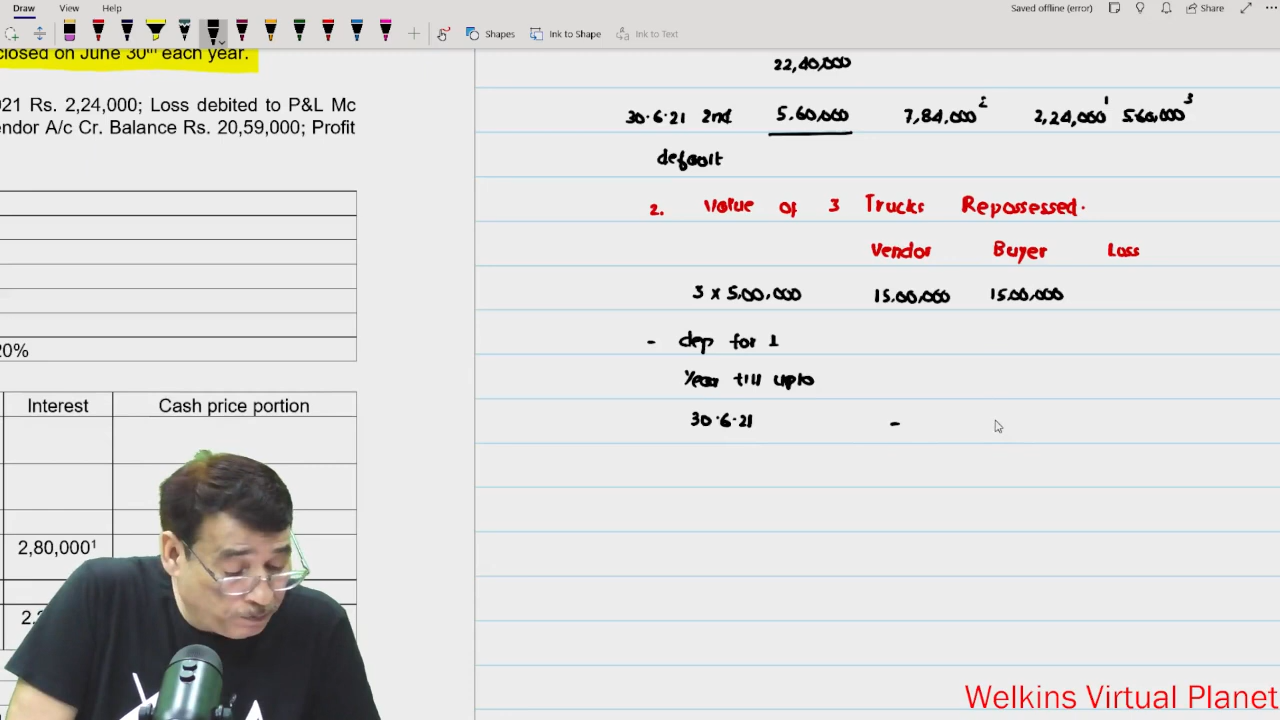 Draw View Help
Saved offline (error) Share
Shapes Ink to Shape Ink to Text
closed on June 30th each year.
021 Rs. 2,24,000; Loss debited to P&L Mc
endor A/c Cr. Balance Rs. 20,59,000; Profit
20%
Interest Cash price portion
2,80,000¹
22,40,000
30.6.21 2nd 5.60,000 7,84,000² 2,24,000¹ 5,60,000³
default
2. Value of 3 Trucks Repossessed.
Vendor Buyer Loss
3 x 5,00,000 15,00,000 15,00,000
- dep for 1
Year till upto
30.6.21 -
Welkins Virtual Planet